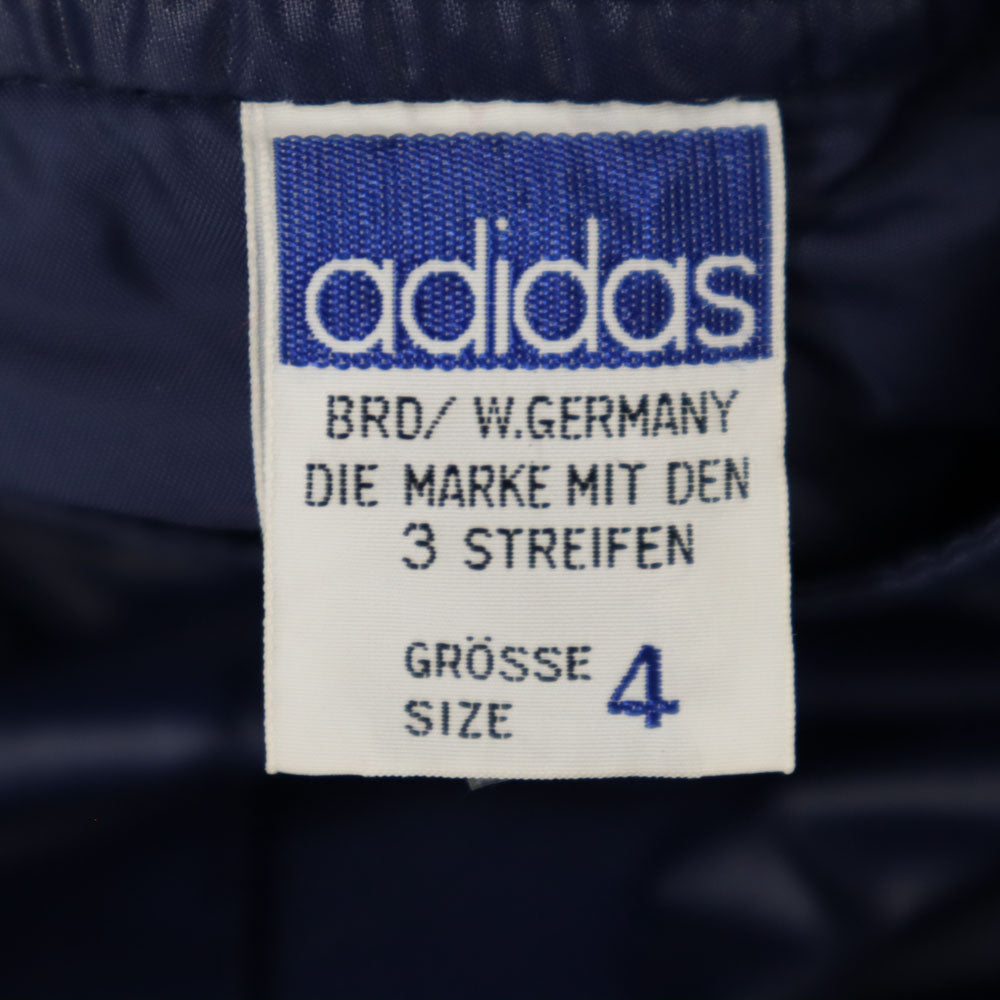 adidas
BRD/ W.GERMANY
DIE MARKE MIT DEN
3 STREIFEN
GRÖSSE 4
SIZE